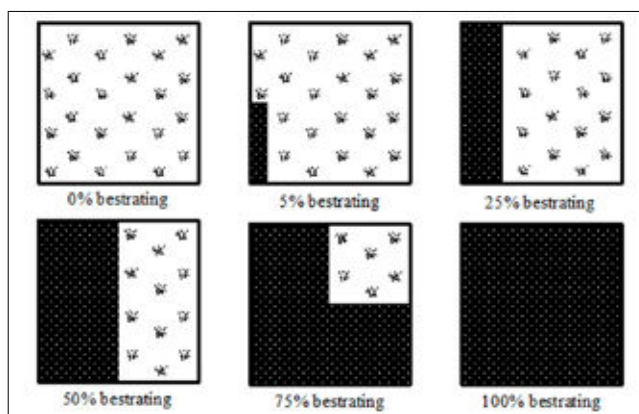 0% bestrating
5% bestrating
25% bestrating
50% bestrating
75% bestrating
100% bestrating